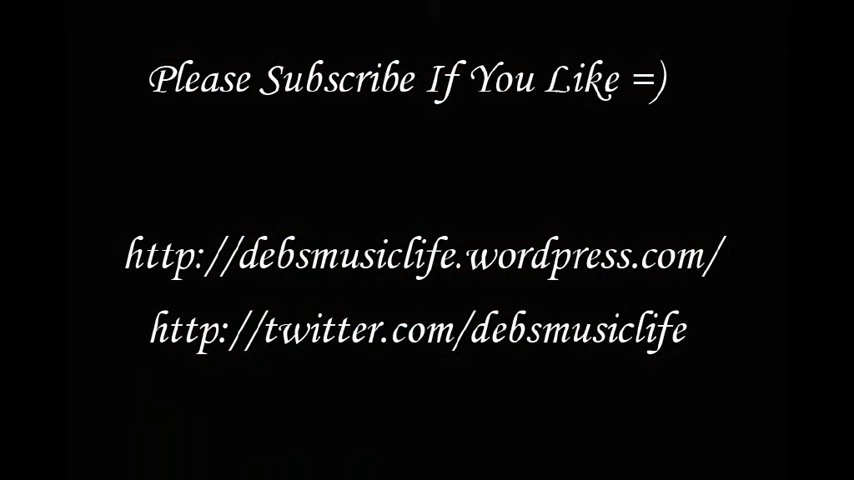 Please Subscribe If You Like =)
http://debsmusiclife.wordpress.com/
http://twitter.com/debsmusiclife